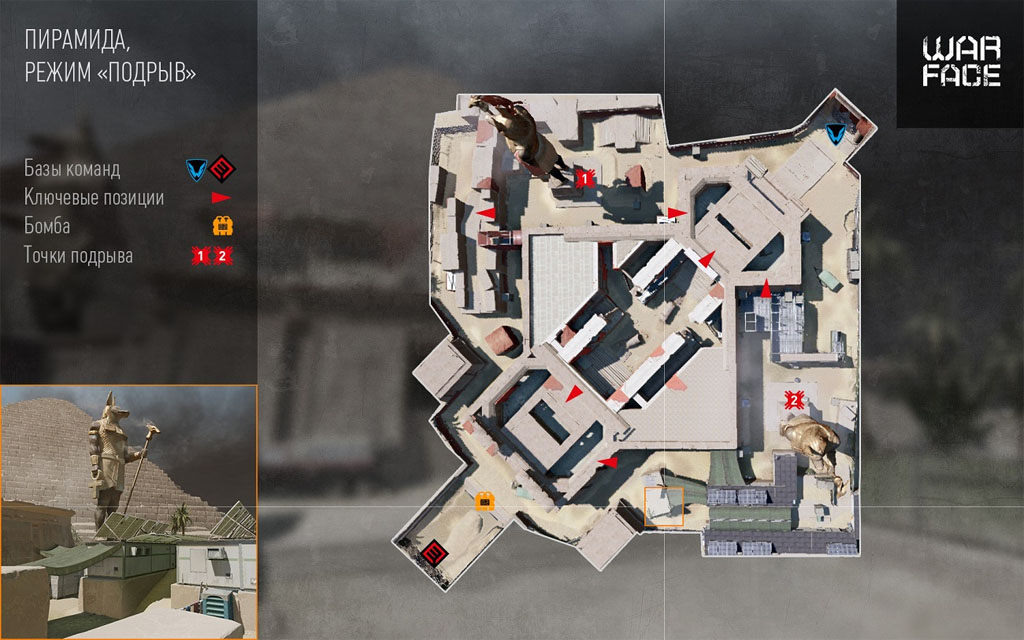 ПИРАМИДА,
РЕЖИМ «ПОДРЫВ»
WAR
FACE
Базы команд
Ключевые позиции
Бомба
Точки подрыва
1 2
1
2